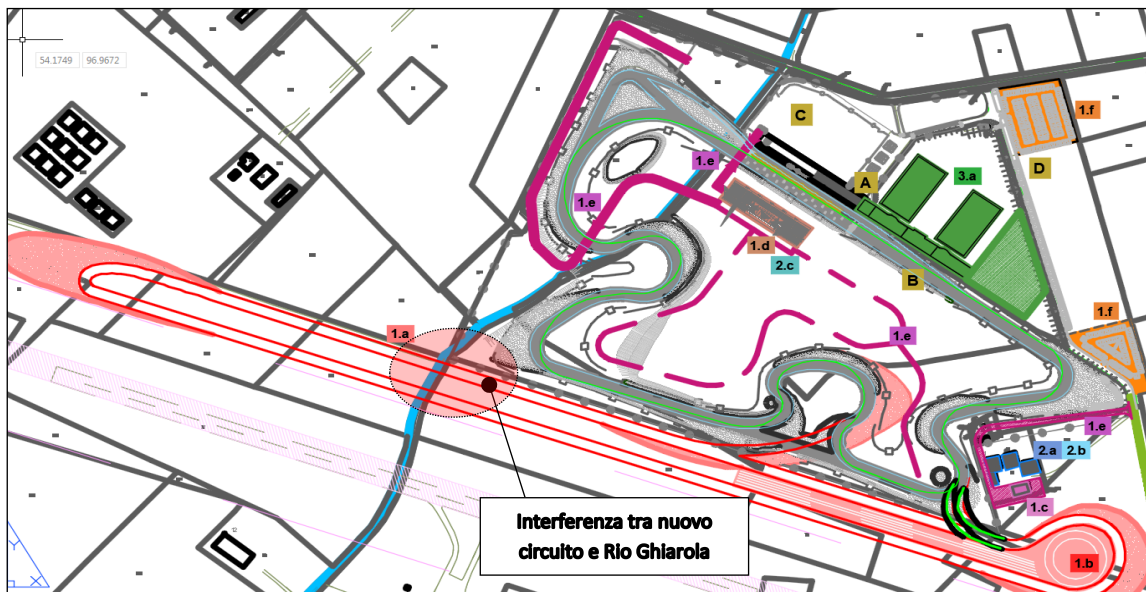 54.1749 96.9672
C
1.f
1.e
A
3.a
D
1.e
1.d
2.c
B
1.a
1.e
1.f
1.e
2.a 2.b
1.c
Interferenza tra nuovo
circuito e Rio Ghiarola
1.b
12
Y
X